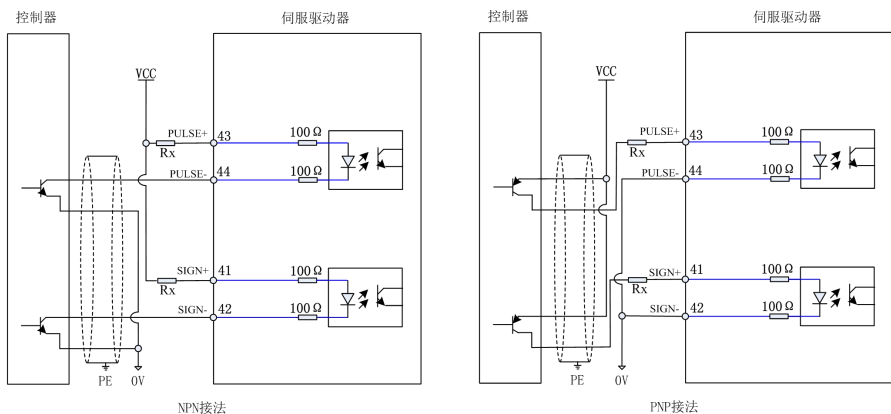 控制器
伺服驱动器
VCC
PULSE+
43
100Ω
Rx
PULSE-
44
100Ω
SIGN+
41
100Ω
Rx
SIGN-
42
100Ω
PE
0V
NPN接法
控制器
伺服驱动器
VCC
PULSE+
43
100Ω
Rx
PULSE-
44
100Ω
SIGN+
41
100Ω
Rx
SIGN-
42
100Ω
PE
0V
PNP接法